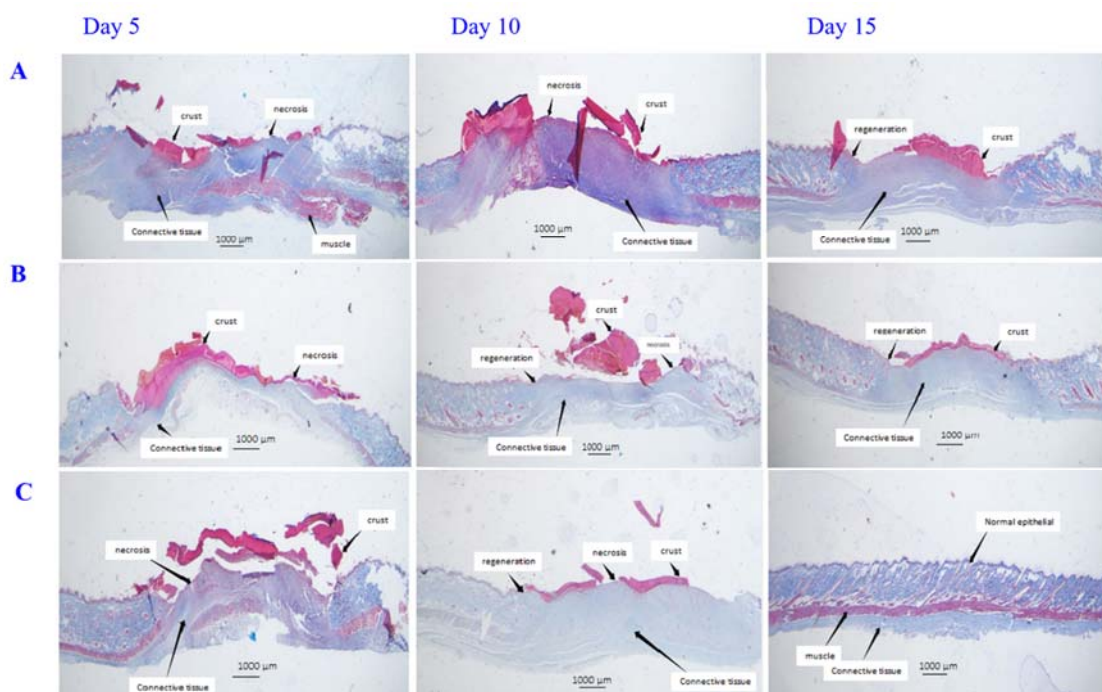 Day 5 Day 10 Day 15
A
crust
necrosis
Connective tissue
muscle
1000 µm
necrosis
crust
Connective tissue
1000 µm
regeneration
crust
Connective tissue
1000 µm
B
crust
necrosis
Connective tissue
1000 µm
crust
regeneration
necrosis
Connective tissue
1000 µm
regeneration
crust
Connective tissue
1000 µm
C
crust
necrosis
Connective tissue
1000 µm
regeneration
necrosis
crust
Connective tissue
1000 µm
Normal epithelial
muscle
Connective tissue
1000 µm